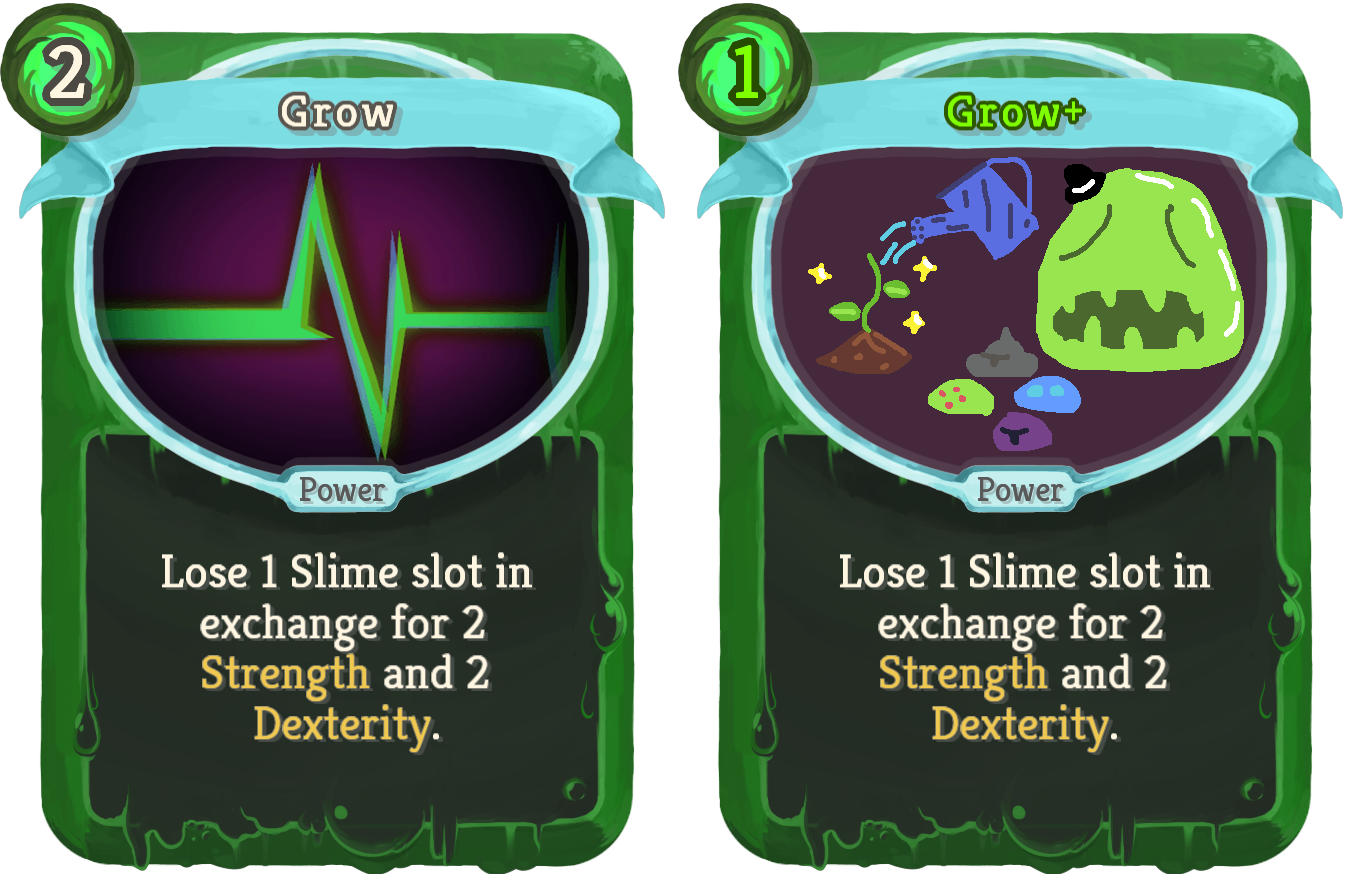 2
Grow
Power
Lose 1 Slime slot in
exchange for 2
Strength and 2
Dexterity.
1
Grow+
Power
Lose 1 Slime slot in
exchange for 2
Strength and 2
Dexterity.